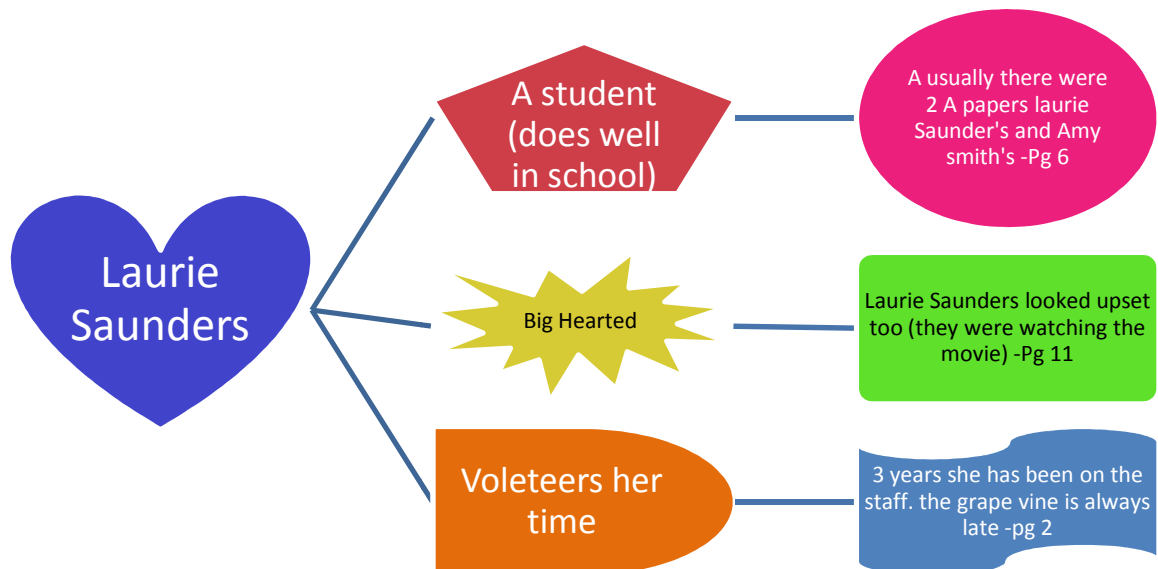 Laurie
Saunders
A student
(does well
in school)
A usually there were
2 A papers laurie
Saunder's and Amy
smith's -Pg 6
Big Hearted
Laurie Saunders looked upset
too (they were watching the
movie) -Pg 11
Voleteers her
time
3 years she has been on the
staff. the grape vine is always
late -pg 2